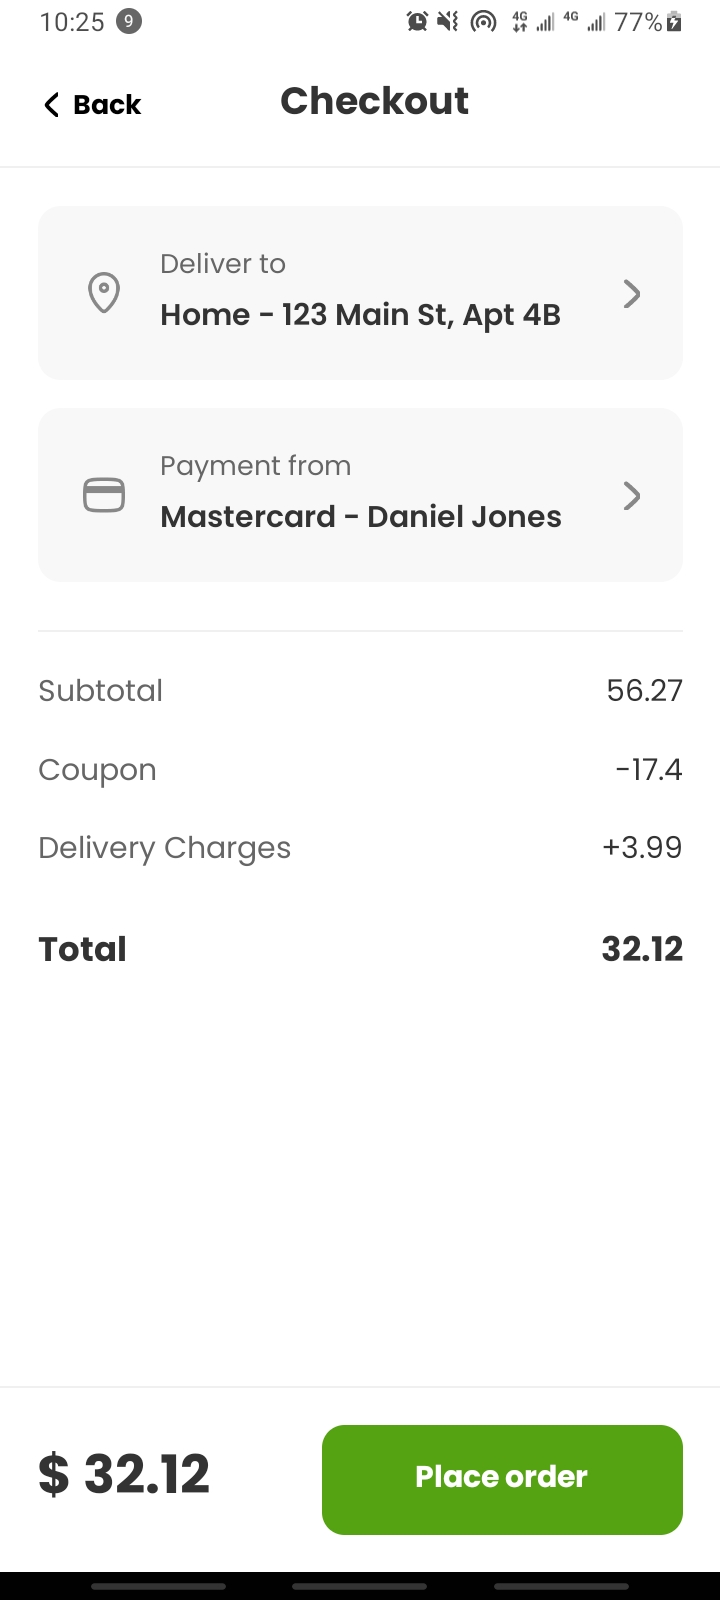 10:25 9 4G 4G 77%
Back Checkout
Deliver to
Home - 123 Main St, Apt 4B
Payment from
Mastercard - Daniel Jones
Subtotal 56.27
Coupon -17.4
Delivery Charges +3.99
Total 32.12
$ 32.12 Place order